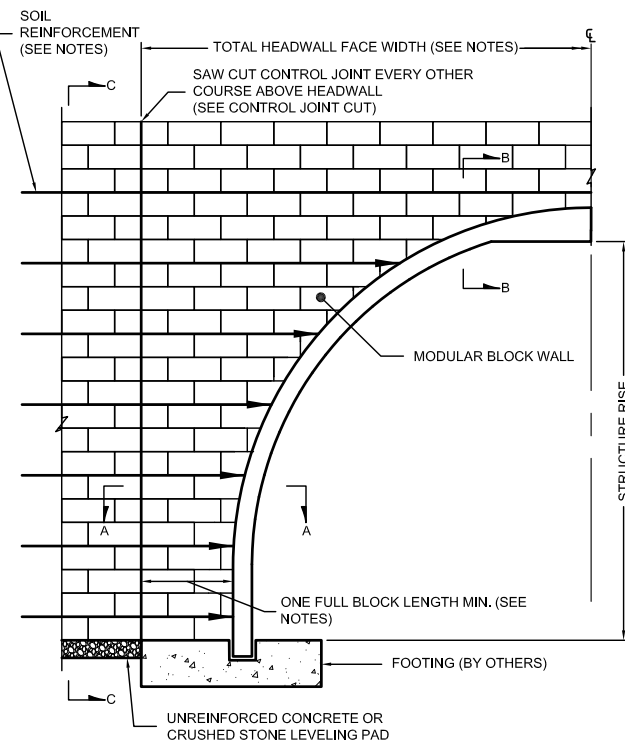 SOIL
REINFORCEMENT
(SEE NOTES)
℄
TOTAL HEADWALL FACE WIDTH (SEE NOTES)
C
SAW CUT CONTROL JOINT EVERY OTHER
COURSE ABOVE HEADWALL
(SEE CONTROL JOINT CUT)
B
B
MODULAR BLOCK WALL
STRUCTURE RISE
A
A
ONE FULL BLOCK LENGTH MIN. (SEE
NOTES)
FOOTING (BY OTHERS)
C
UNREINFORCED CONCRETE OR
CRUSHED STONE LEVELING PAD